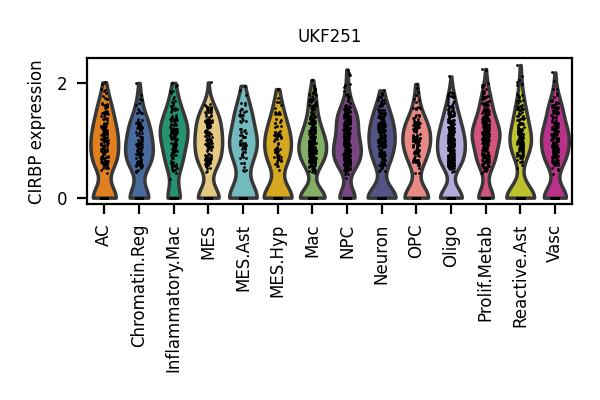 UKF251
CIRBP expression
2
0
AC
Chromatin.Reg
Inflammatory.Mac
MES
MES.Ast
MES.Hyp
Mac
NPC
Neuron
OPC
Oligo
Prolif.Metab
Reactive.Ast
Vasc